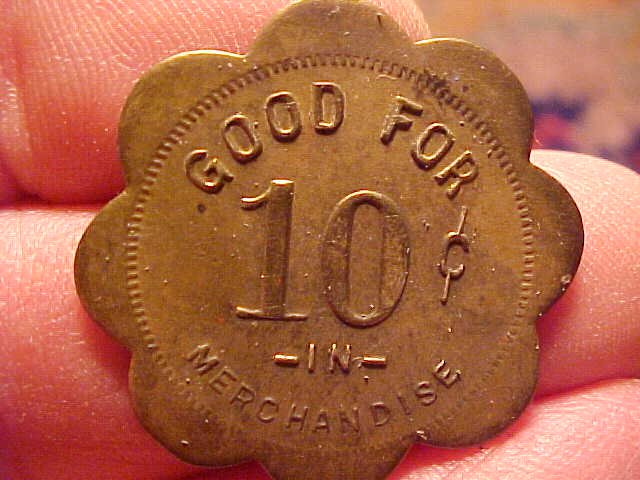 GOOD FOR
10 ¢
-IN-
MERCHANDISE